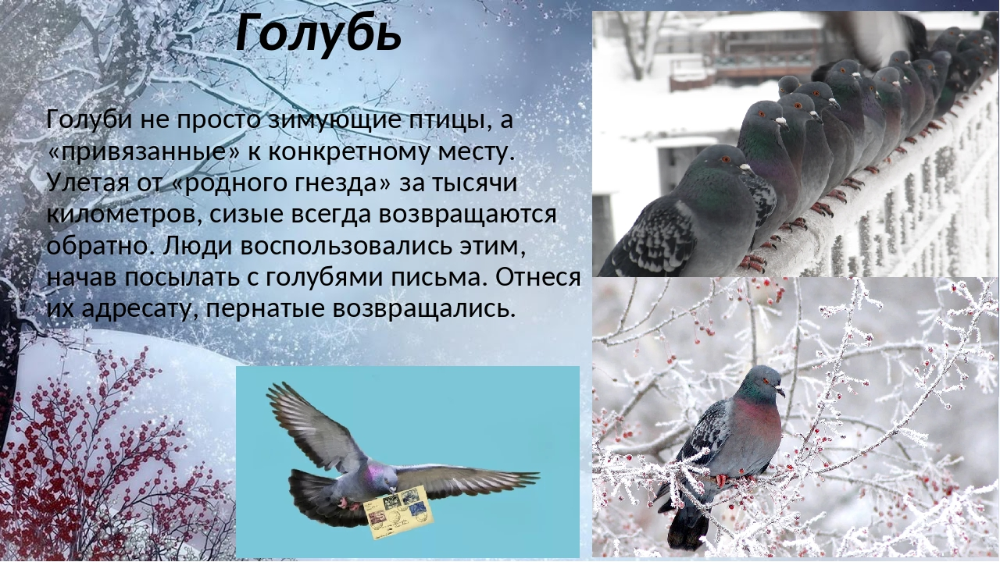 Голубь
Голуби не просто зимующие птицы, а
«привязанные» к конкретному месту.
Улетая от «родного гнезда» за тысячи
километров, сизые всегда возвращаются
обратно. Люди воспользовались этим,
начав посылать с голубями письма. Отнеся
их адресату, пернатые возвращались.